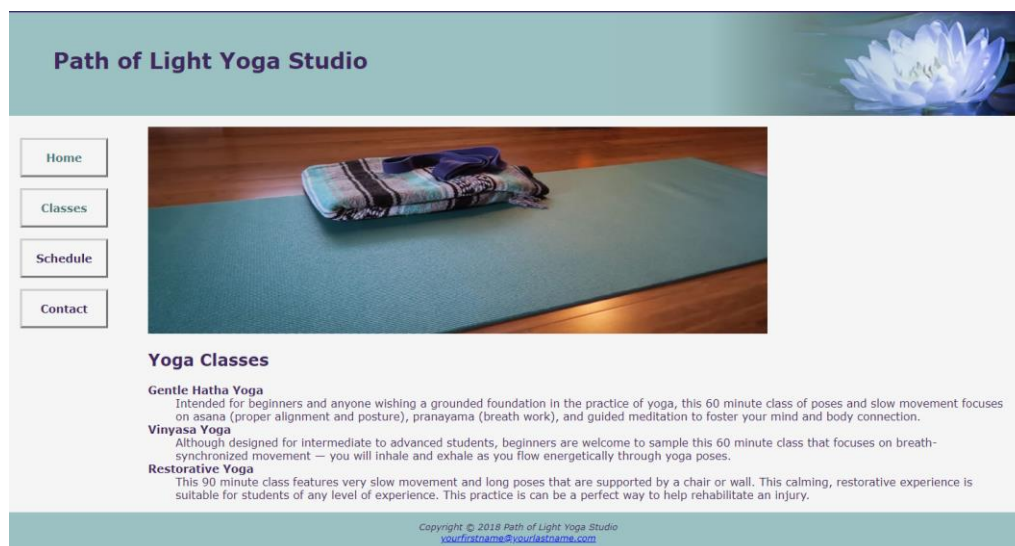 Path of Light Yoga Studio
Home
Classes
Schedule
Contact
Yoga Classes
Gentle Hatha Yoga
Intended for beginners and anyone wishing a grounded foundation in the practice of yoga, this 60 minute class of poses and slow movement focuses
on asana (proper alignment and posture), pranayama (breath work), and guided meditation to foster your mind and body connection.
Vinyasa Yoga
Although designed for intermediate to advanced students, beginners are welcome to sample this 60 minute class that focuses on breath-
synchronized movement — you will inhale and exhale as you flow energetically through yoga poses.
Restorative Yoga
This 90 minute class features very slow movement and long poses that are supported by a chair or wall. This calming, restorative experience is
suitable for students of any level of experience. This practice is can be a perfect way to help rehabilitate an injury.
Copyright © 2018 Path of Light Yoga Studio
yourfirstname@yourlastname.com